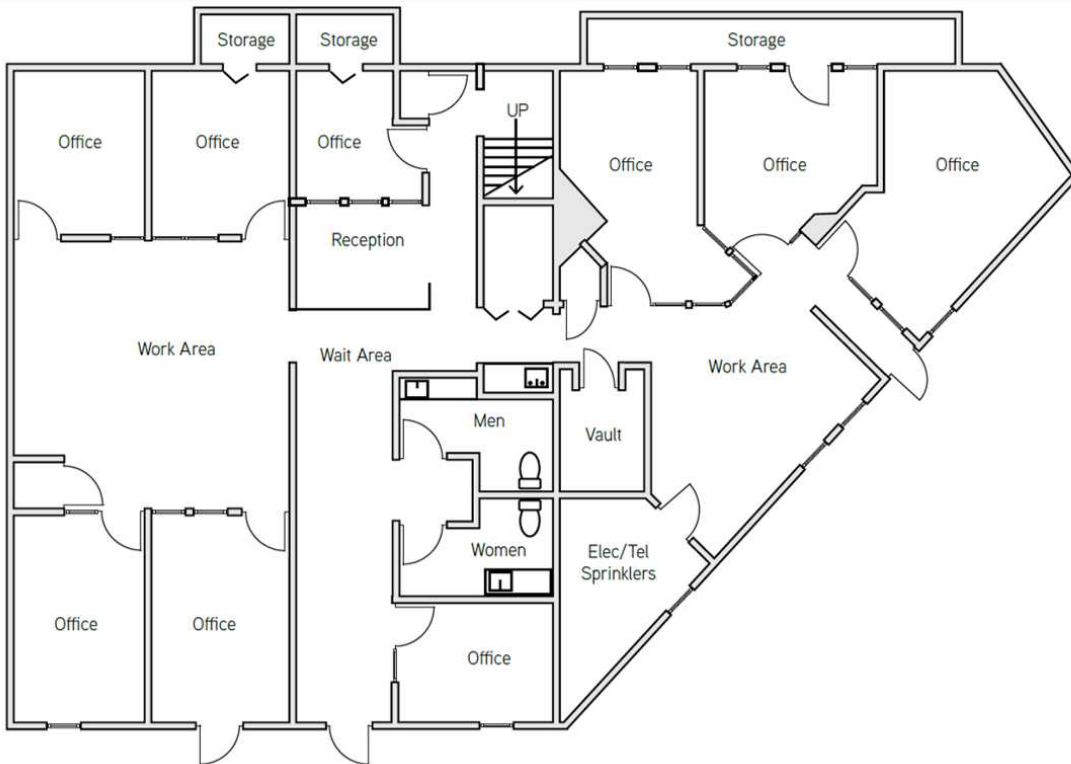 Storage
Storage
Storage
UP
Office
Office
Office
Office
Office
Office
Reception
Work Area
Wait Area
Work Area
Men
Vault
Women
Elec/Tel
Sprinklers
Office
Office
Office